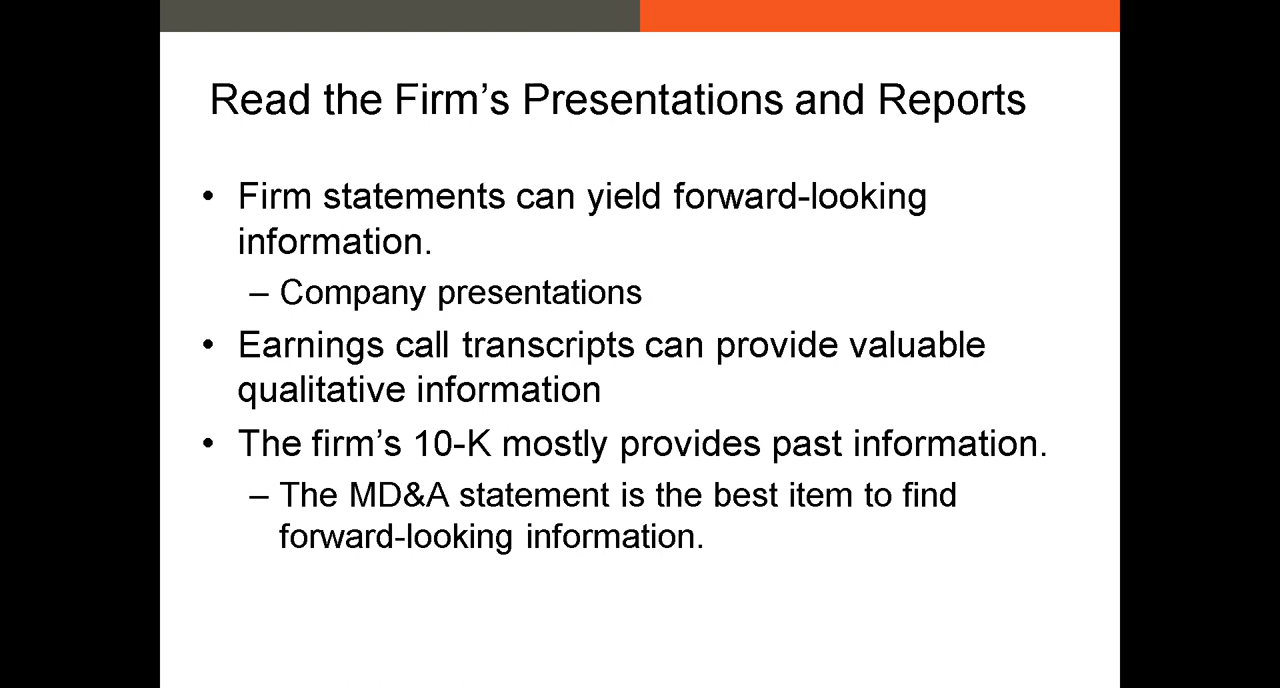 Read the Firm’s Presentations and Reports
• Firm statements can yield forward-looking
information.
– Company presentations
• Earnings call transcripts can provide valuable
qualitative information
• The firm’s 10-K mostly provides past information.
– The MD&A statement is the best item to find
forward-looking information.